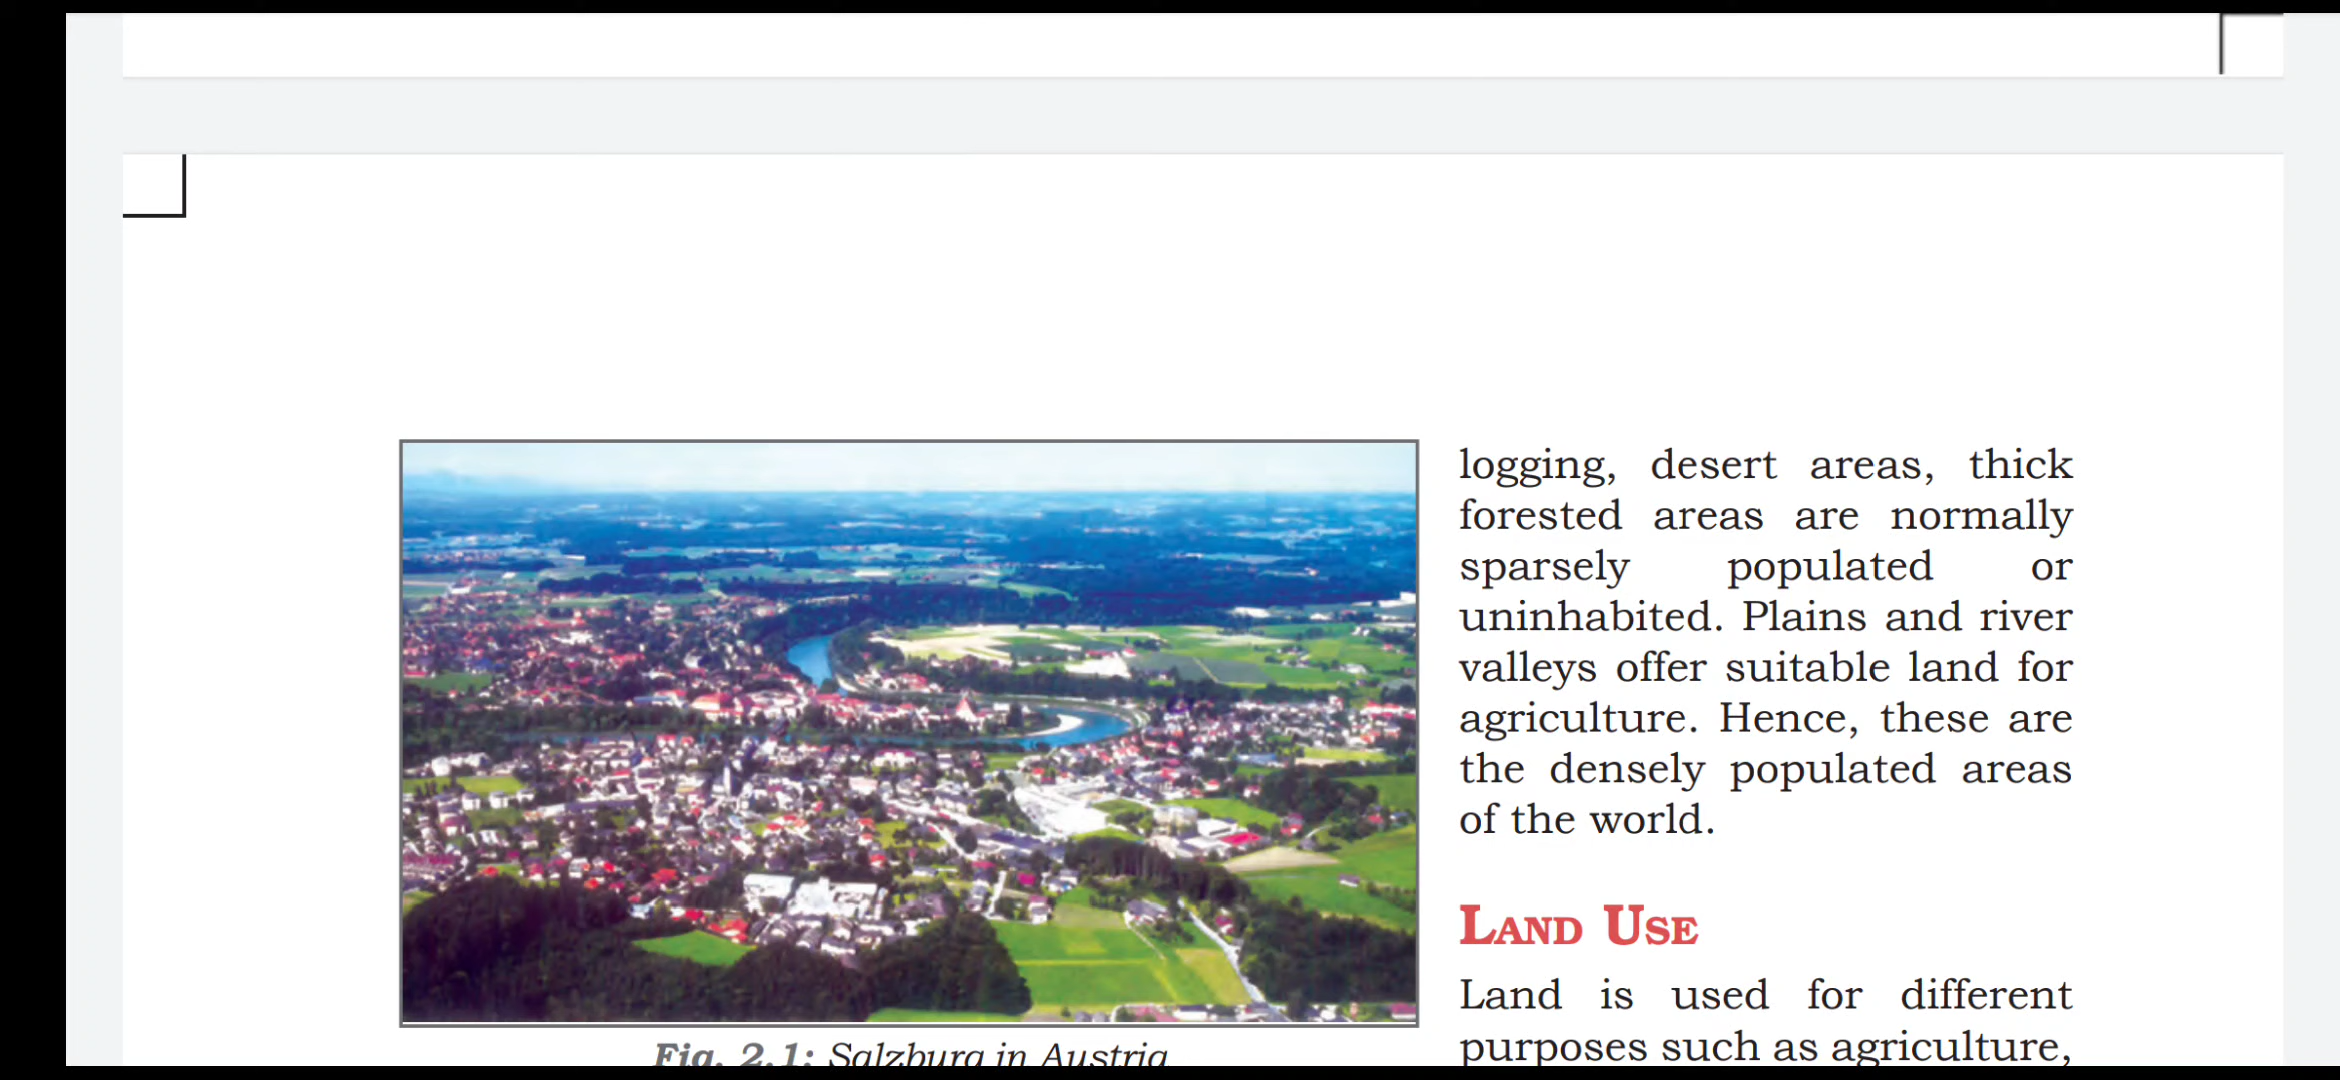 logging, desert areas, thick
forested areas are normally
sparsely populated or
uninhabited. Plains and river
valleys offer suitable land for
agriculture. Hence, these are
the densely populated areas
of the world.
LAND USE
Land is used for different
purposes such as agriculture,
Fig. 2.1: Salzburg in Austria